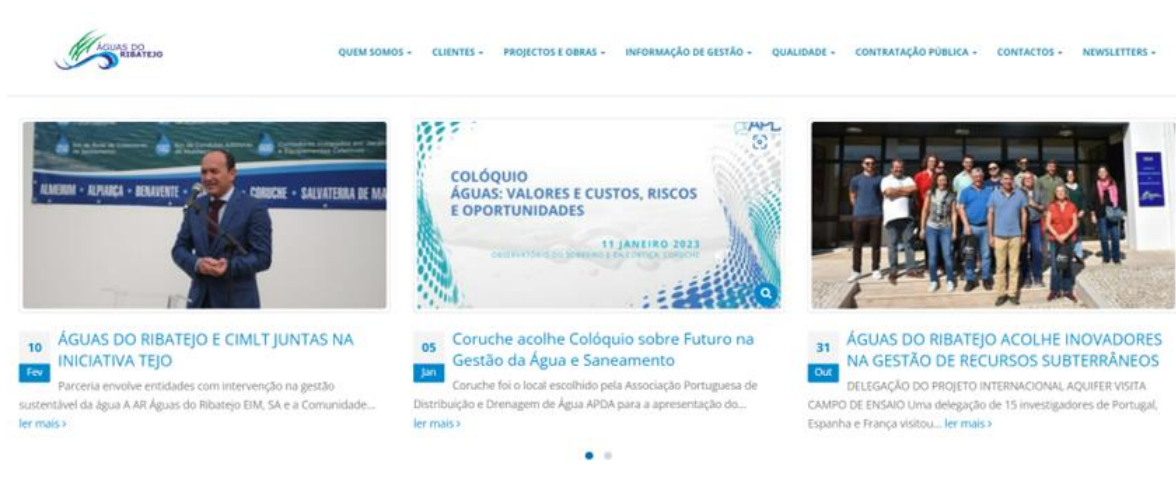 ÁGUAS DO
RIBATEJO
QUEM SOMOS
CLIENTES
PROJECTOS E OBRAS
INFORMAÇÃO DE GESTÃO
QUALIDADE
CONTRATAÇÃO PÚBLICA
CONTACTOS
NEWSLETTERS
ALMEIRIM • ALPIARÇA • BENAVENTE • CORUCHE • SALVATERRA DE MA
COLÓQUIO
ÁGUAS: VALORES E CUSTOS, RISCOS
E OPORTUNIDADES
11 JANEIRO 2023
OBSERVATÓRIO DO SOBREIRO E DA CORTIÇA, CORUCHE
10
Fev
ÁGUAS DO RIBATEJO E CIMLT JUNTAS NA
INICIATIVA TEJO
Parceria envolve entidades com intervenção na gestão
sustentável da água A AR Águas do Ribatejo EIM, SA e a Comunidade...
ler mais ›
05
Jan
Coruche acolhe Colóquio sobre Futuro na
Gestão da Água e Saneamento
Coruche foi o local escolhido pela Associação Portuguesa de
Distribuição e Drenagem de Água APDA para a apresentação do...
ler mais ›
31
Out
ÁGUAS DO RIBATEJO ACOLHE INOVADORES
NA GESTÃO DE RECURSOS SUBTERRÂNEOS
DELEGAÇÃO DO PROJETO INTERNACIONAL AQUIFER VISITA
CAMPO DE ENSAIO Uma delegação de 15 investigadores de Portugal,
Espanha e França visitou... ler mais ›